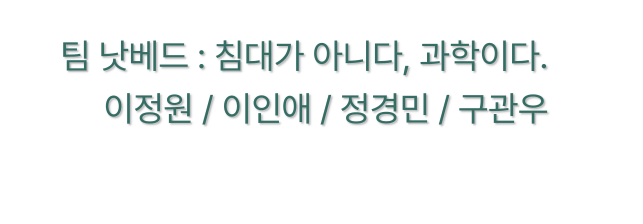 팀 낫베드 : 침대가 아니다, 과학이다.
이정원 / 이인애 / 정경민 / 구관우